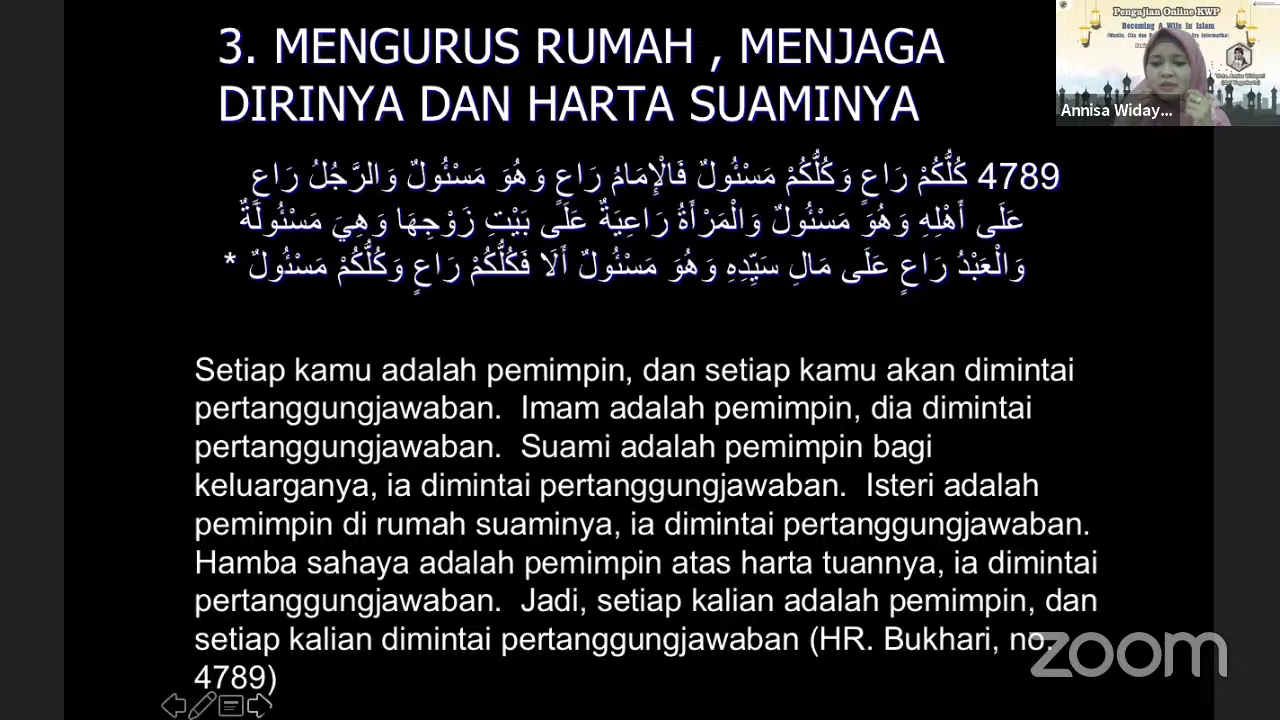 3. MENGURUS RUMAH , MENJAGA
DIRINYA DAN HARTA SUAMINYA
4789 كُلُّكُمْ رَاعٍ وَكُلُّكُمْ مَسْئُولٌ فَالْإِمَامُ رَاعٍ وَهُوَ مَسْئُولٌ وَالرَّجُلُ رَاعٍ
عَلَى أَهْلِهِ وَهُوَ مَسْئُولٌ وَالْمَرْأَةُ رَاعِيَةٌ عَلَى بَيْتِ زَوْجِهَا وَهِيَ مَسْئُولَةٌ
وَالْعَبْدُ رَاعٍ عَلَى مَالِ سَيِّدِهِ وَهُوَ مَسْئُولٌ أَلَا فَكُلُّكُمْ رَاعٍ وَكُلُّكُمْ مَسْئُولٌ *
Setiap kamu adalah pemimpin, dan setiap kamu akan dimintai
pertanggungjawaban. Imam adalah pemimpin, dia dimintai
pertanggungjawaban. Suami adalah pemimpin bagi
keluarganya, ia dimintai pertanggungjawaban. Isteri adalah
pemimpin di rumah suaminya, ia dimintai pertanggungjawaban.
Hamba sahaya adalah pemimpin atas harta tuannya, ia dimintai
pertanggungjawaban. Jadi, setiap kalian adalah pemimpin, dan
setiap kalian dimintai pertanggungjawaban (HR. Bukhari, no.
4789)
Pengajian Online KWP
Becoming A Wife In Islam
Annisa Widay...
zoom